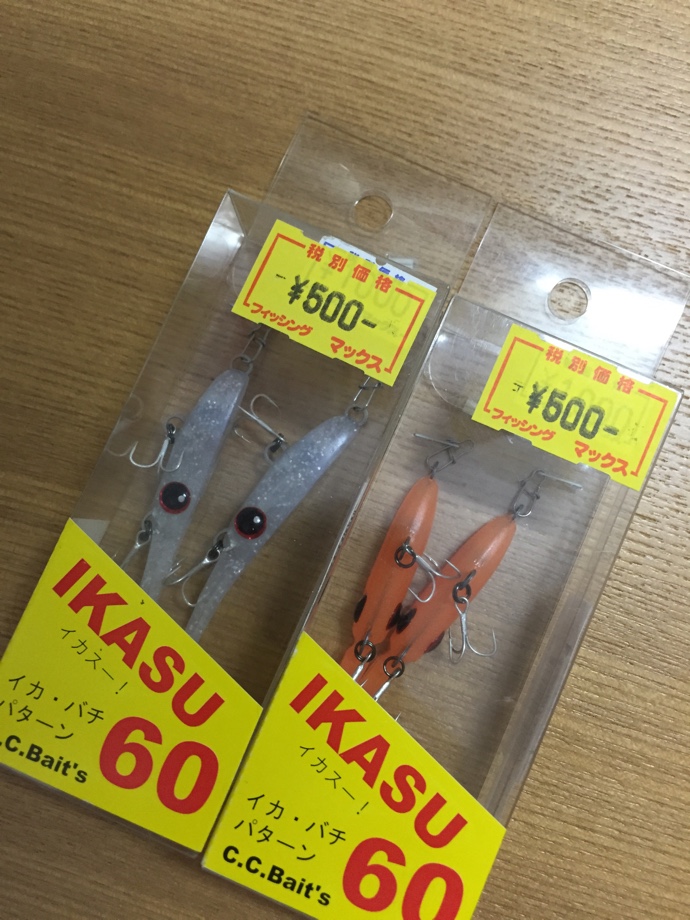 税別価格
¥500-
フィッシング マックス
IKASU
イカスー!
イカ・バチ
パターン
C.Bait's
60
税別価格
¥500-
フィッシング マックス
IKASU
イカスー!
イカ・バチ
パターン
C.C.Bait's
60